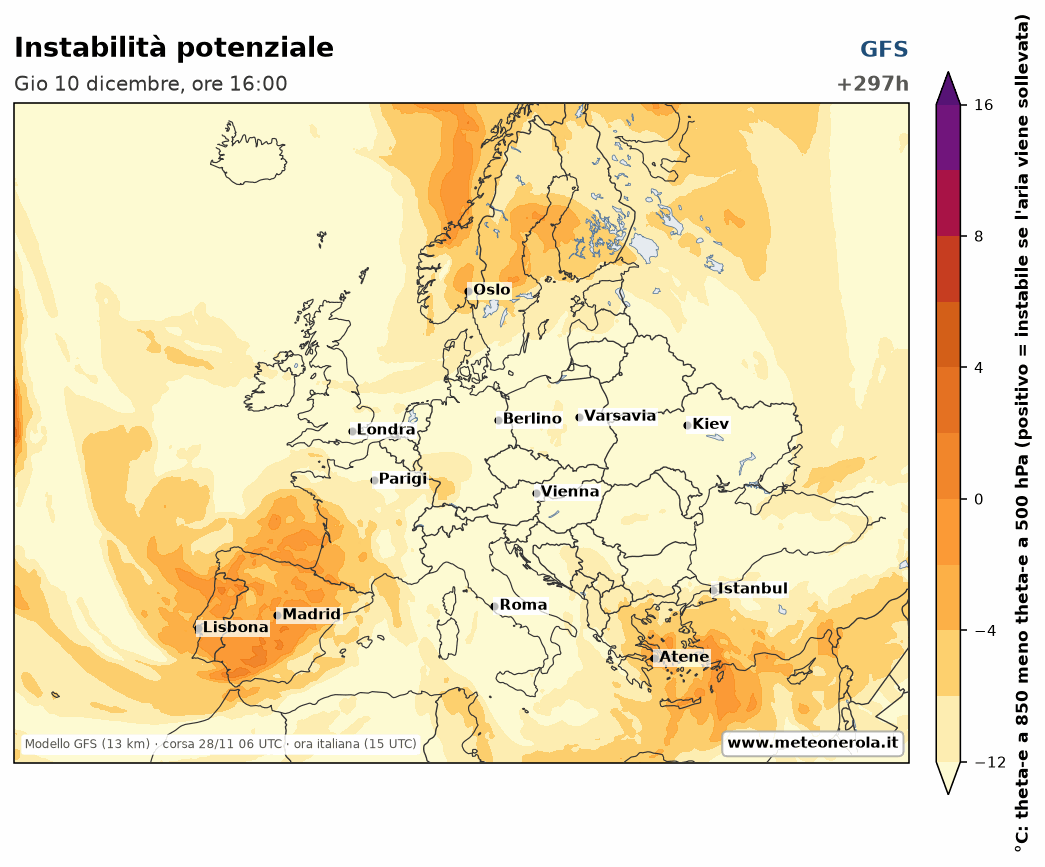 Instabilità potenziale
GFS
Gio 10 dicembre, ore 16:00
+297h
Oslo
Berlino
Varsavia
Kiev
Londra
Parigi
Vienna
Istanbul
Roma
Madrid
Lisbona
Atene
Modello GFS (13 km) · corsa 28/11 06 UTC · ora italiana (15 UTC)
www.meteonerola.it
16
8
4
0
−4
−12
°C: theta-e a 850 meno theta-e a 500 hPa (positivo = instabile se l'aria viene sollevata)